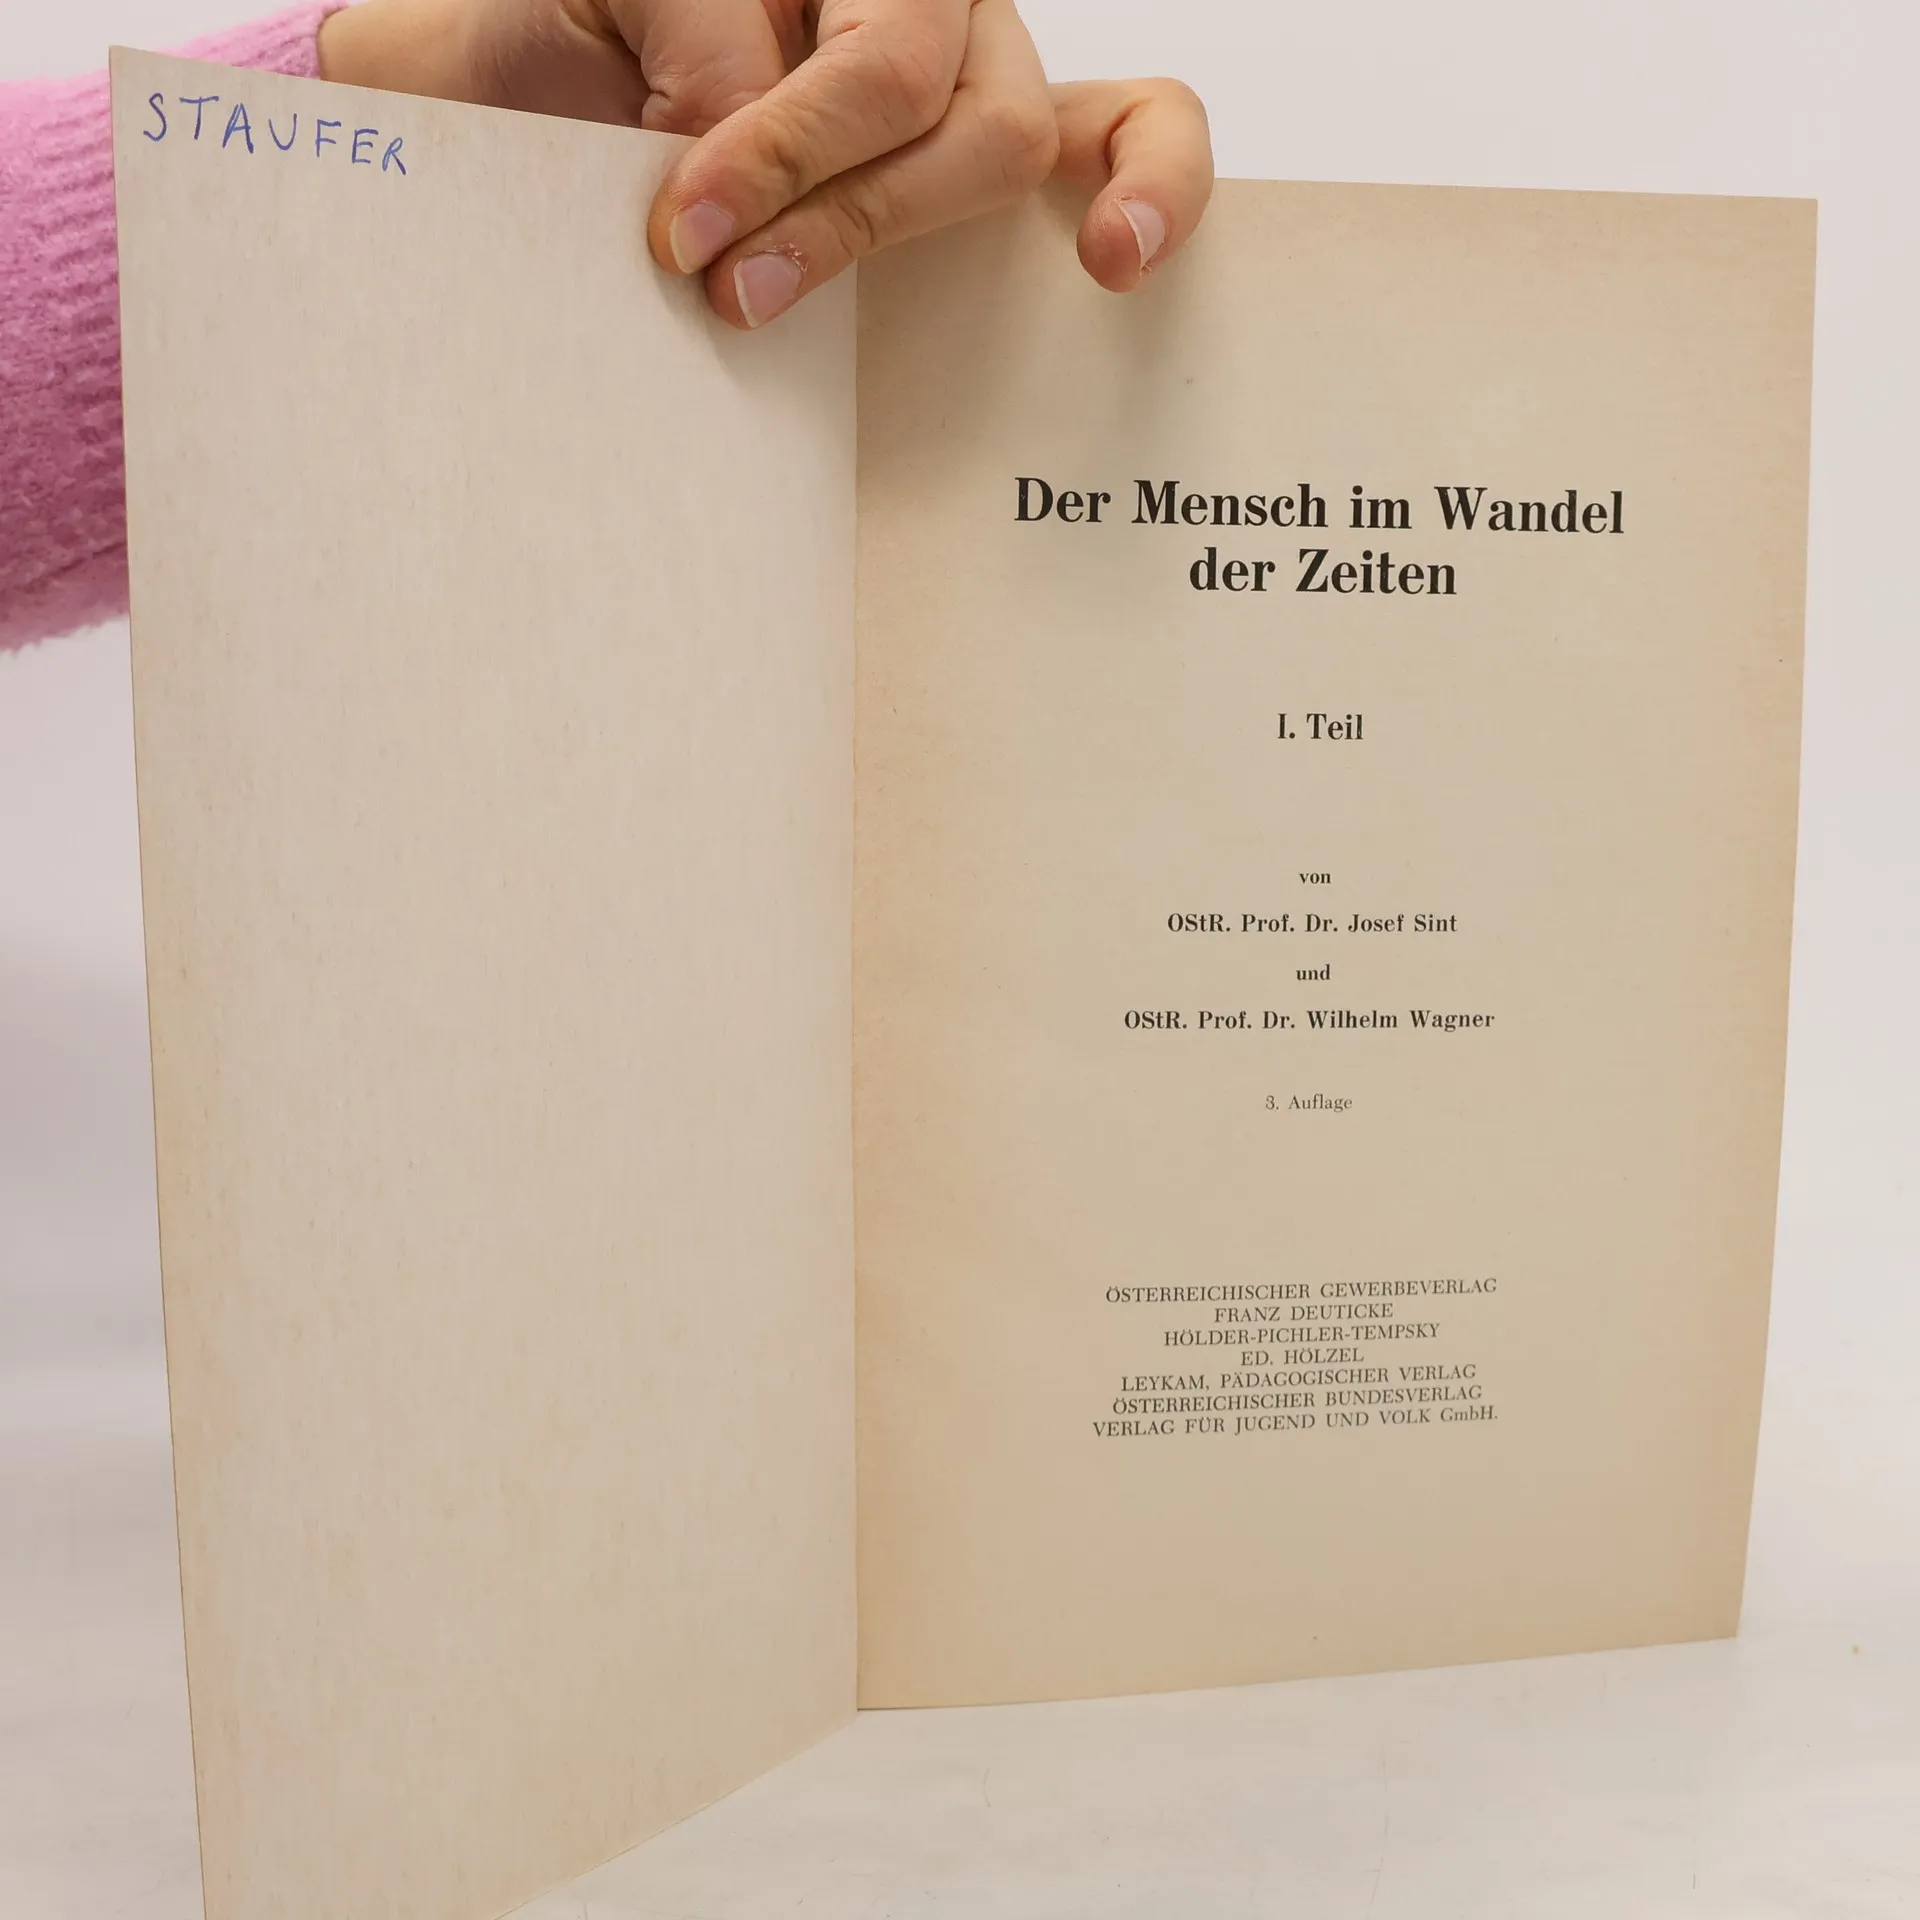 STAUFER
Der Mensch im Wandel
der Zeiten
I. Teil
von
OStR. Prof. Dr. Josef Sint
und
OStR. Prof. Dr. Wilhelm Wagner
3. Auflage
ÖSTERREICHISCHER GEWERBEVERLAG
FRANZ DEUTICKE
HÖLDER-PICHLER-TEMPSKY
ED. HÖLZEL
LEYKAM, PÄDAGOGISCHER VERLAG
ÖSTERREICHISCHER BUNDESVERLAG
VERLAG FÜR JUGEND UND VOLK GmbH.